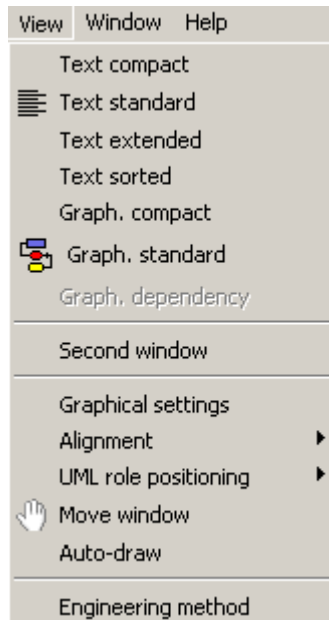 View Window Help
Text compact
Text standard
Text extended
Text sorted
Graph. compact
Graph. standard
Graph. dependency
Second window
Graphical settings
Alignment
UML role positioning
Move window
Auto-draw
Engineering method